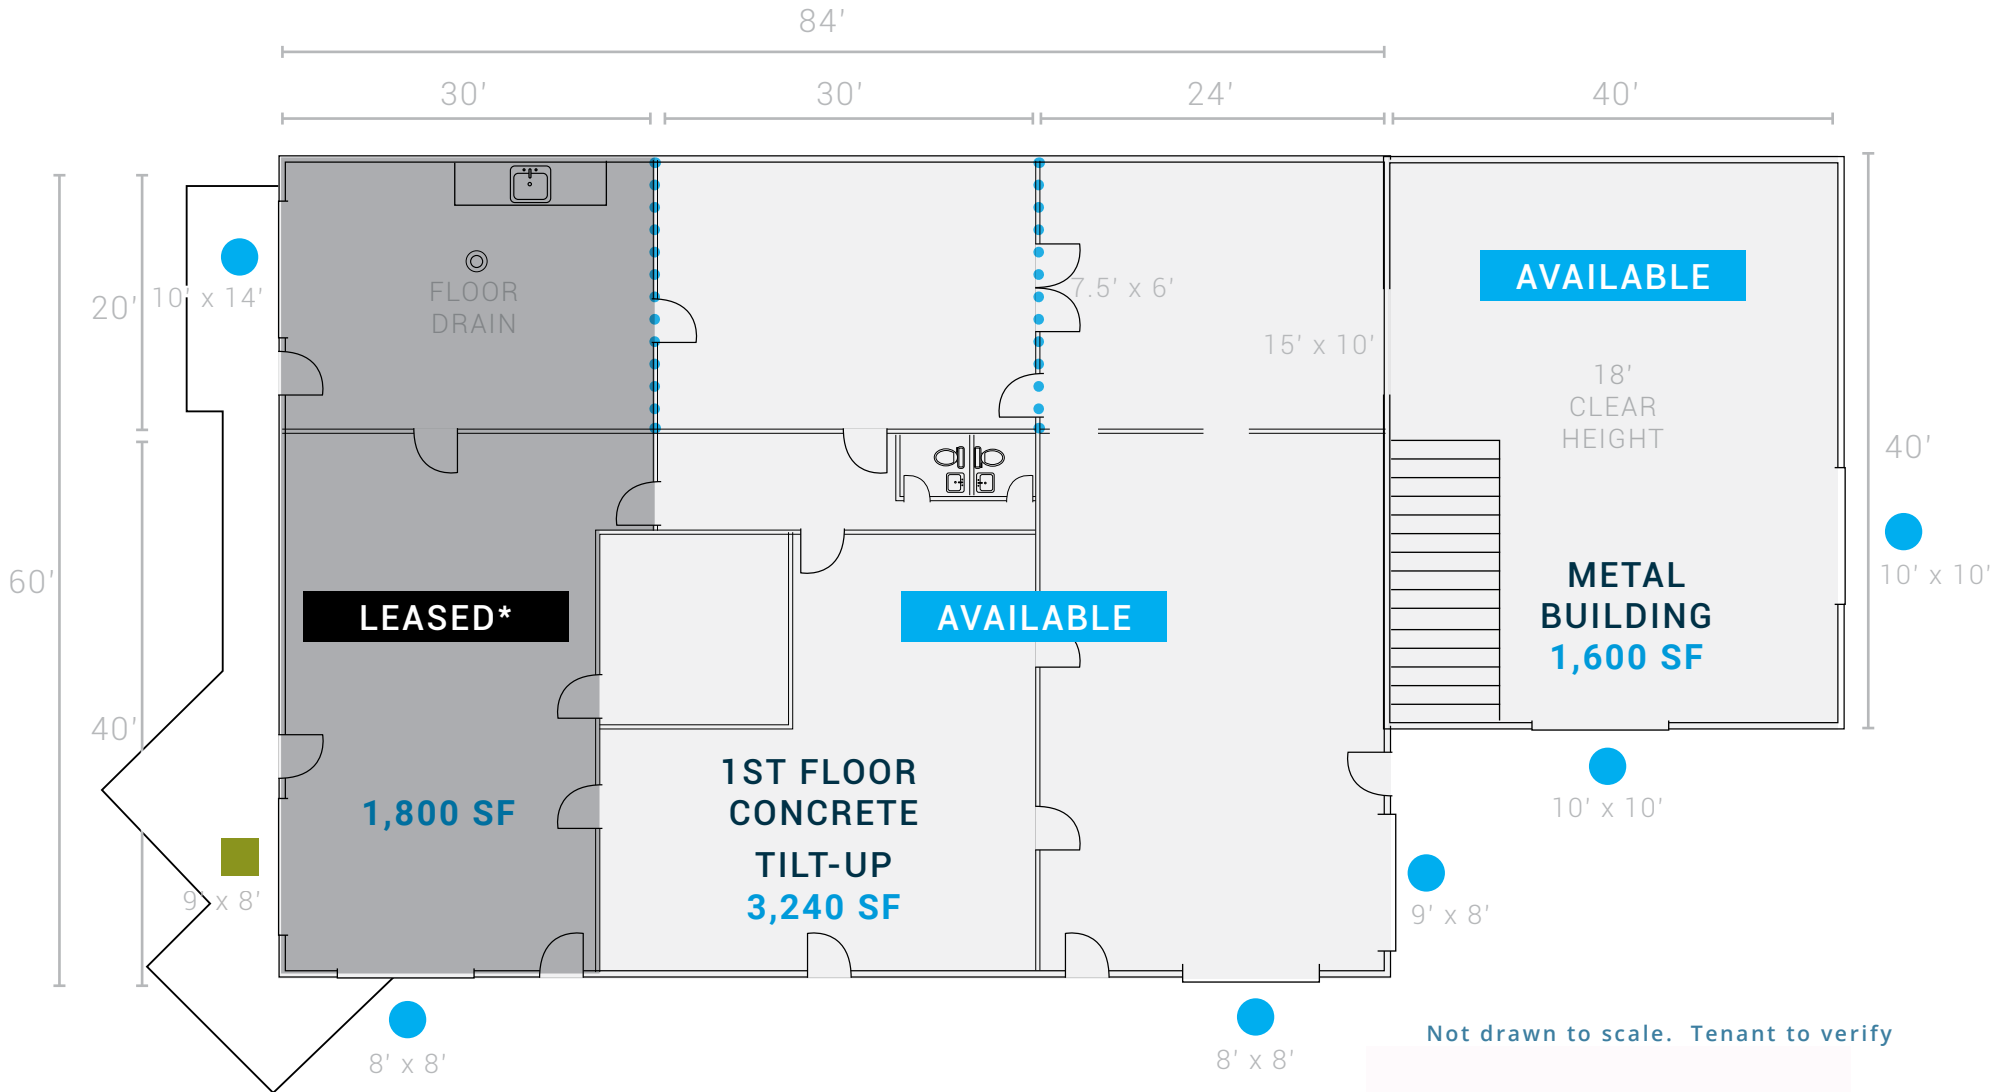 84'
30'
30'
24'
40'
20'
10' x 14'
FLOOR
DRAIN
7.5' x 6'
15' x 10'
AVAILABLE
18'
CLEAR
HEIGHT
40'
60'
10' x 10'
METAL
BUILDING
1,600 SF
LEASED*
AVAILABLE
40'
1ST FLOOR
CONCRETE
TILT-UP
3,240 SF
1,800 SF
10' x 10'
9' x 8'
9' x 8'
8' x 8'
8' x 8'
Not drawn to scale. Tenant to verify